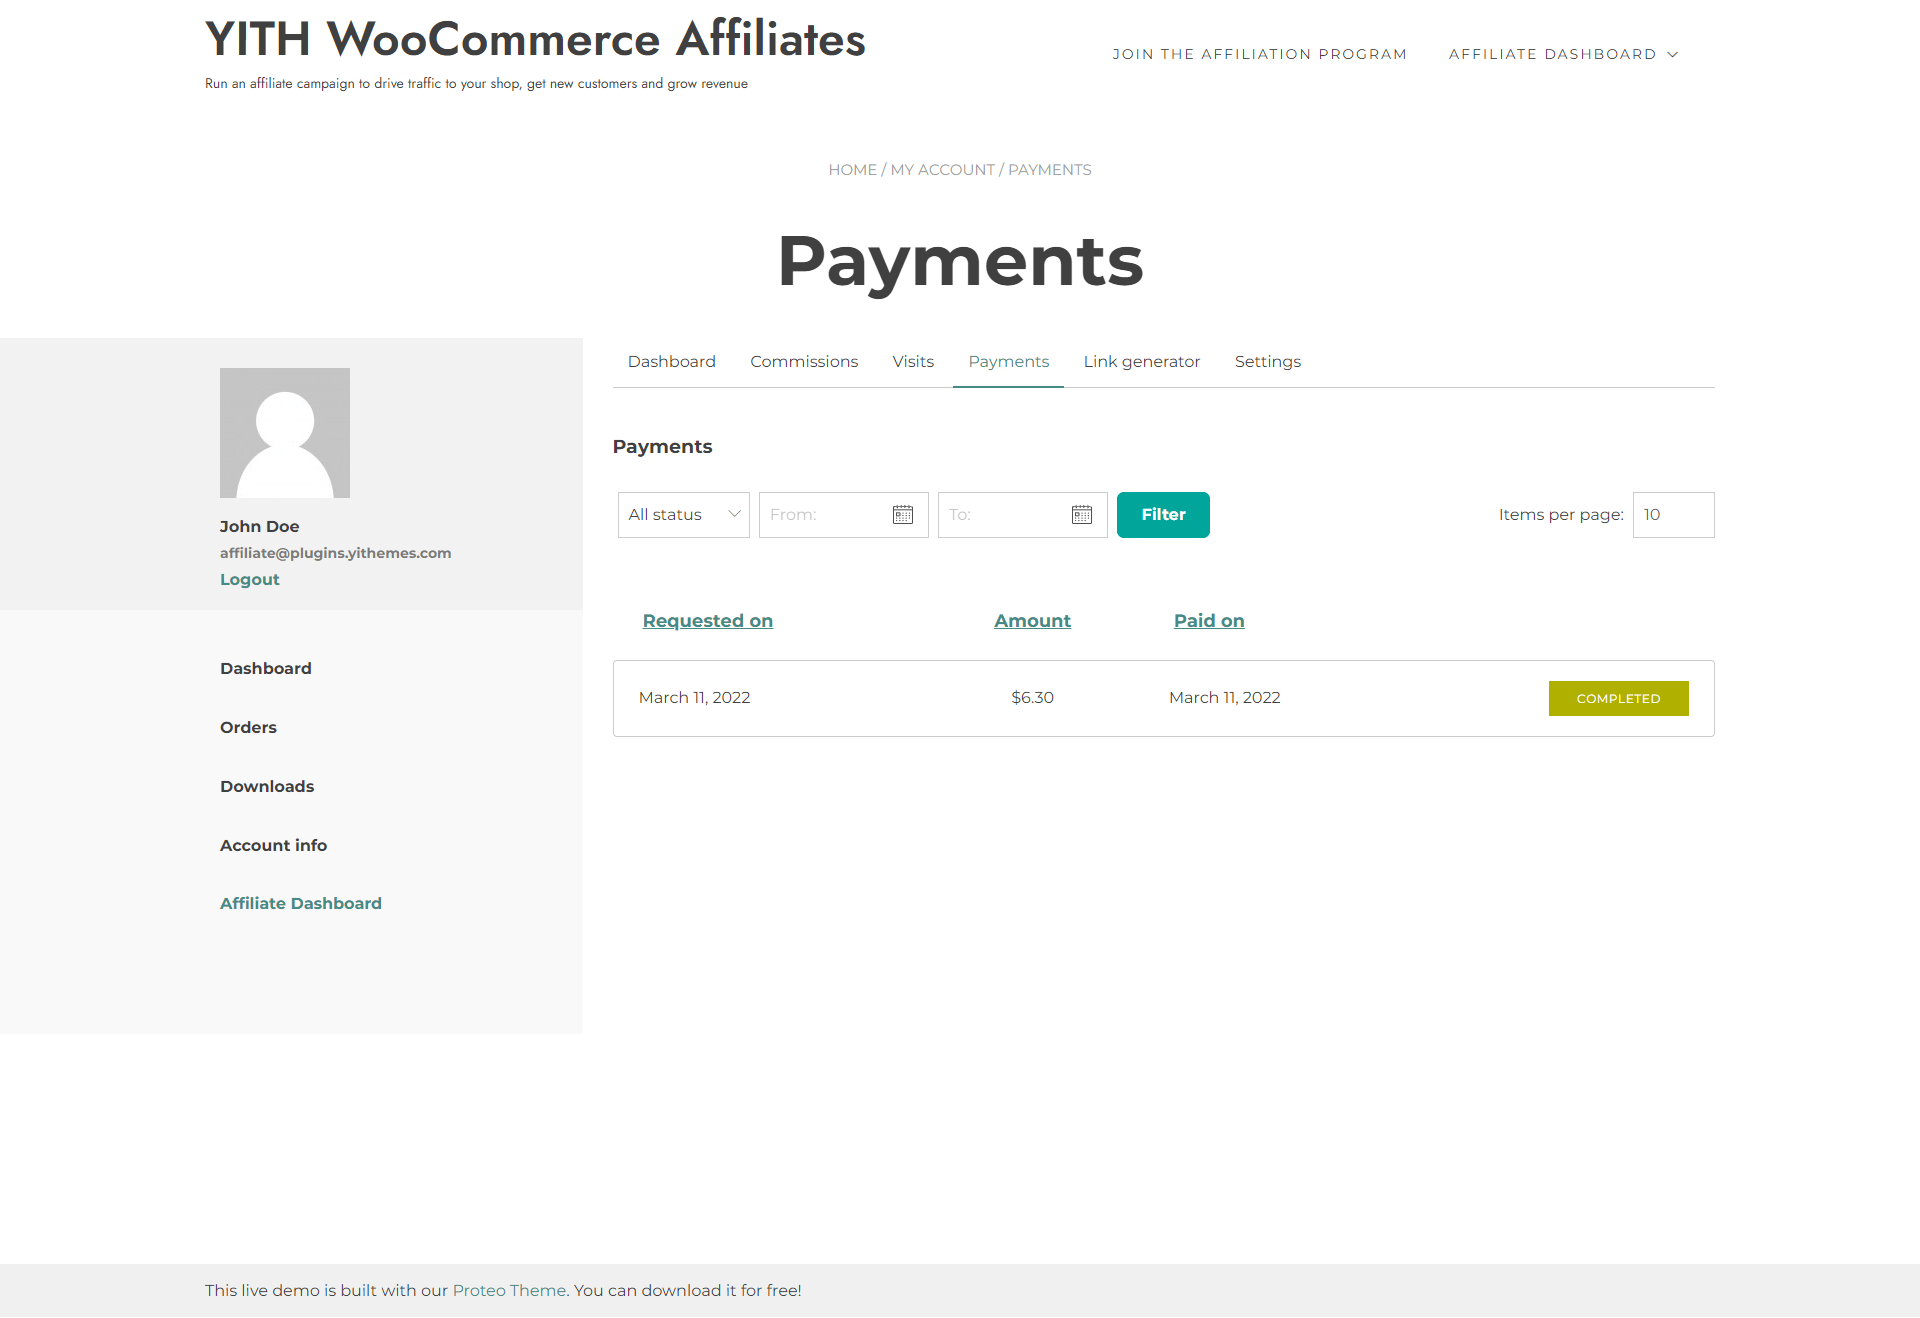 YITH WooCommerce Affiliates
Run an affiliate campaign to drive traffic to your shop, get new customers and grow revenue
JOIN THE AFFILIATION PROGRAM
AFFILIATE DASHBOARD
HOME / MY ACCOUNT / PAYMENTS
Payments
John Doe
affiliate@plugins.yithemes.com
Logout
Dashboard
Orders
Downloads
Account info
Affiliate Dashboard
Dashboard Commissions Visits Payments Link generator Settings
Payments
All status From: To: Filter Items per page: 10
Requested on Amount Paid on
March 11, 2022 $6.30 March 11, 2022 COMPLETED
This live demo is built with our Proteo Theme. You can download it for free!